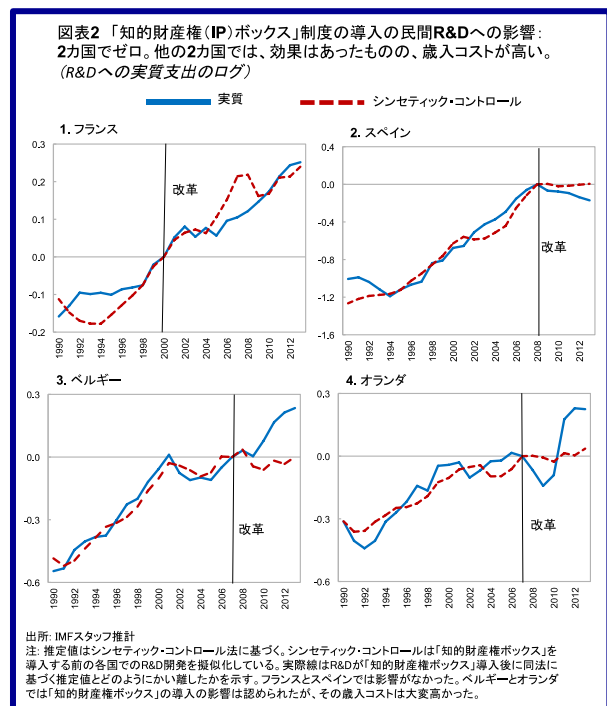 図表2 「知的財産権（IP）ボックス」制度の導入の民間R&Dへの影響：
2カ国でゼロ。他の2カ国では、効果はあったものの、歳入コストが高い。
（R&Dへの実質支出のログ）
実質 シンセティック・コントロール
1. フランス
0.3
0.2
0.1
0.0
-0.1
-0.2
改革
1990 1992 1994 1996 1998 2000 2002 2004 2006 2008 2010 2012
2. スペイン
0.4
0.0
-0.4
-0.8
-1.2
-1.6
改革
1990 1992 1994 1996 1998 2000 2002 2004 2006 2008 2010 2012
3. ベルギー
0.3
0.0
-0.3
-0.6
改革
1990 1992 1994 1996 1998 2000 2002 2004 2006 2008 2010 2012
4. オランダ
0.3
0.0
-0.3
-0.6
改革
1990 1992 1994 1996 1998 2000 2002 2004 2006 2008 2010 2012
出所: IMFスタッフ推計
注: 推定値はシンセティック・コントロール法に基づく。シンセティック・コントロールは「知的財産権ボックス」を
導入する前の各国でのR&D開発を擬似化している。実際線はR&Dが「知的財産権ボックス」導入後に同法に
基づく推定値とどのようにかい離したかを示す。フランスとスペインでは影響がなかった。ベルギーとオランダ
では「知的財産権ボックス」の導入の影響は認められたが、その歳入コストは大変高かった。